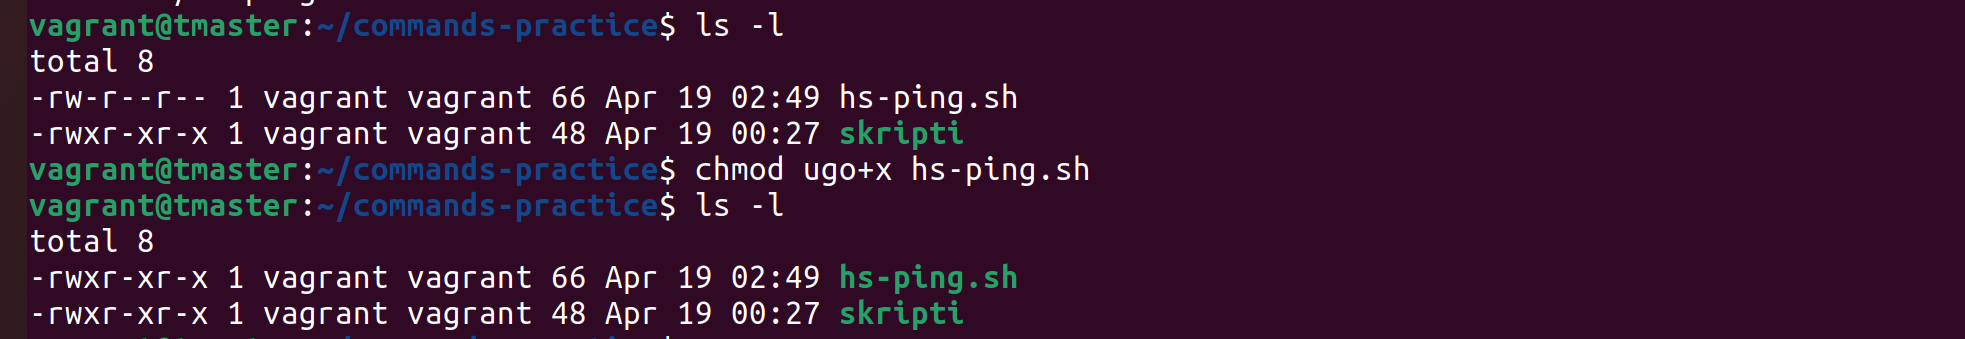 vagrant@tmaster:~/commands-practice$ ls -l
total 8
-rw-r--r-- 1 vagrant vagrant 66 Apr 19 02:49 hs-ping.sh
-rwxr-xr-x 1 vagrant vagrant 48 Apr 19 00:27 skripti
vagrant@tmaster:~/commands-practice$ chmod ugo+x hs-ping.sh
vagrant@tmaster:~/commands-practice$ ls -l
total 8
-rwxr-xr-x 1 vagrant vagrant 66 Apr 19 02:49 hs-ping.sh
-rwxr-xr-x 1 vagrant vagrant 48 Apr 19 00:27 skripti